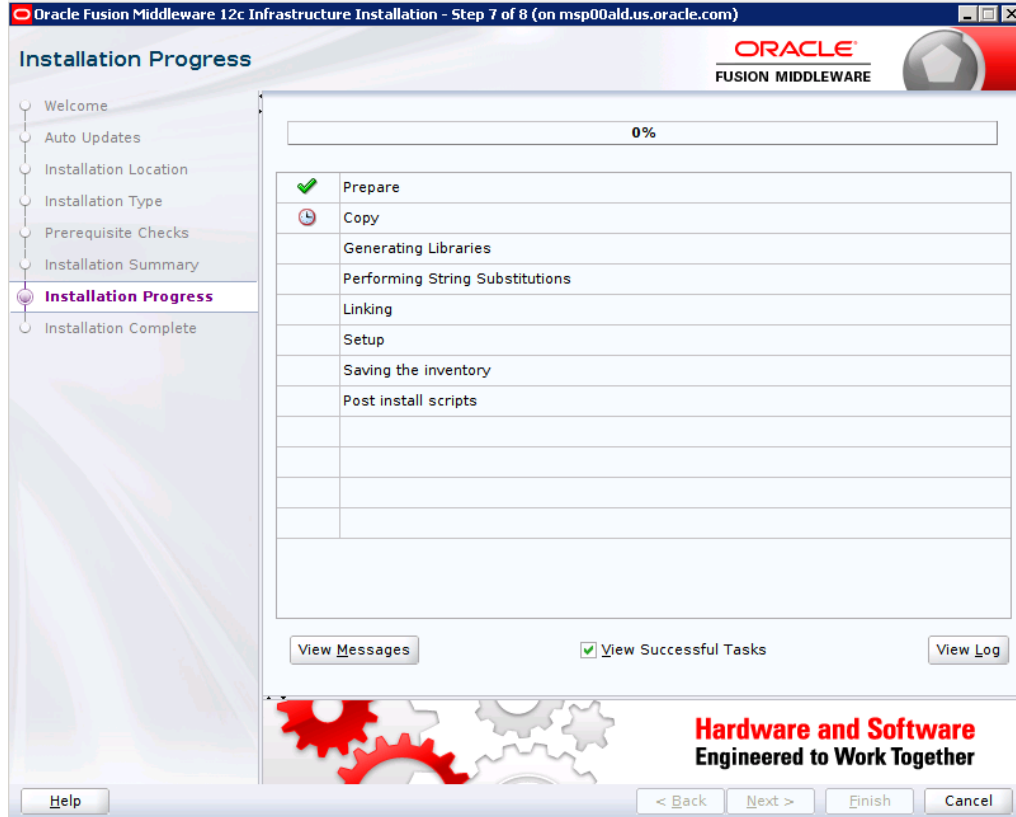 Oracle Fusion Middleware 12c Infrastructure Installation - Step 7 of 8 (on msp00ald.us.oracle.com)
Installation Progress
ORACLE
FUSION MIDDLEWARE
Welcome
Auto Updates
Installation Location
Installation Type
Prerequisite Checks
Installation Summary
Installation Progress
Installation Complete
0%
Prepare
Copy
Generating Libraries
Performing String Substitutions
Linking
Setup
Saving the inventory
Post install scripts
View Messages
View Successful Tasks
View Log
Hardware and Software
Engineered to Work Together
Help
< Back
Next >
Finish
Cancel